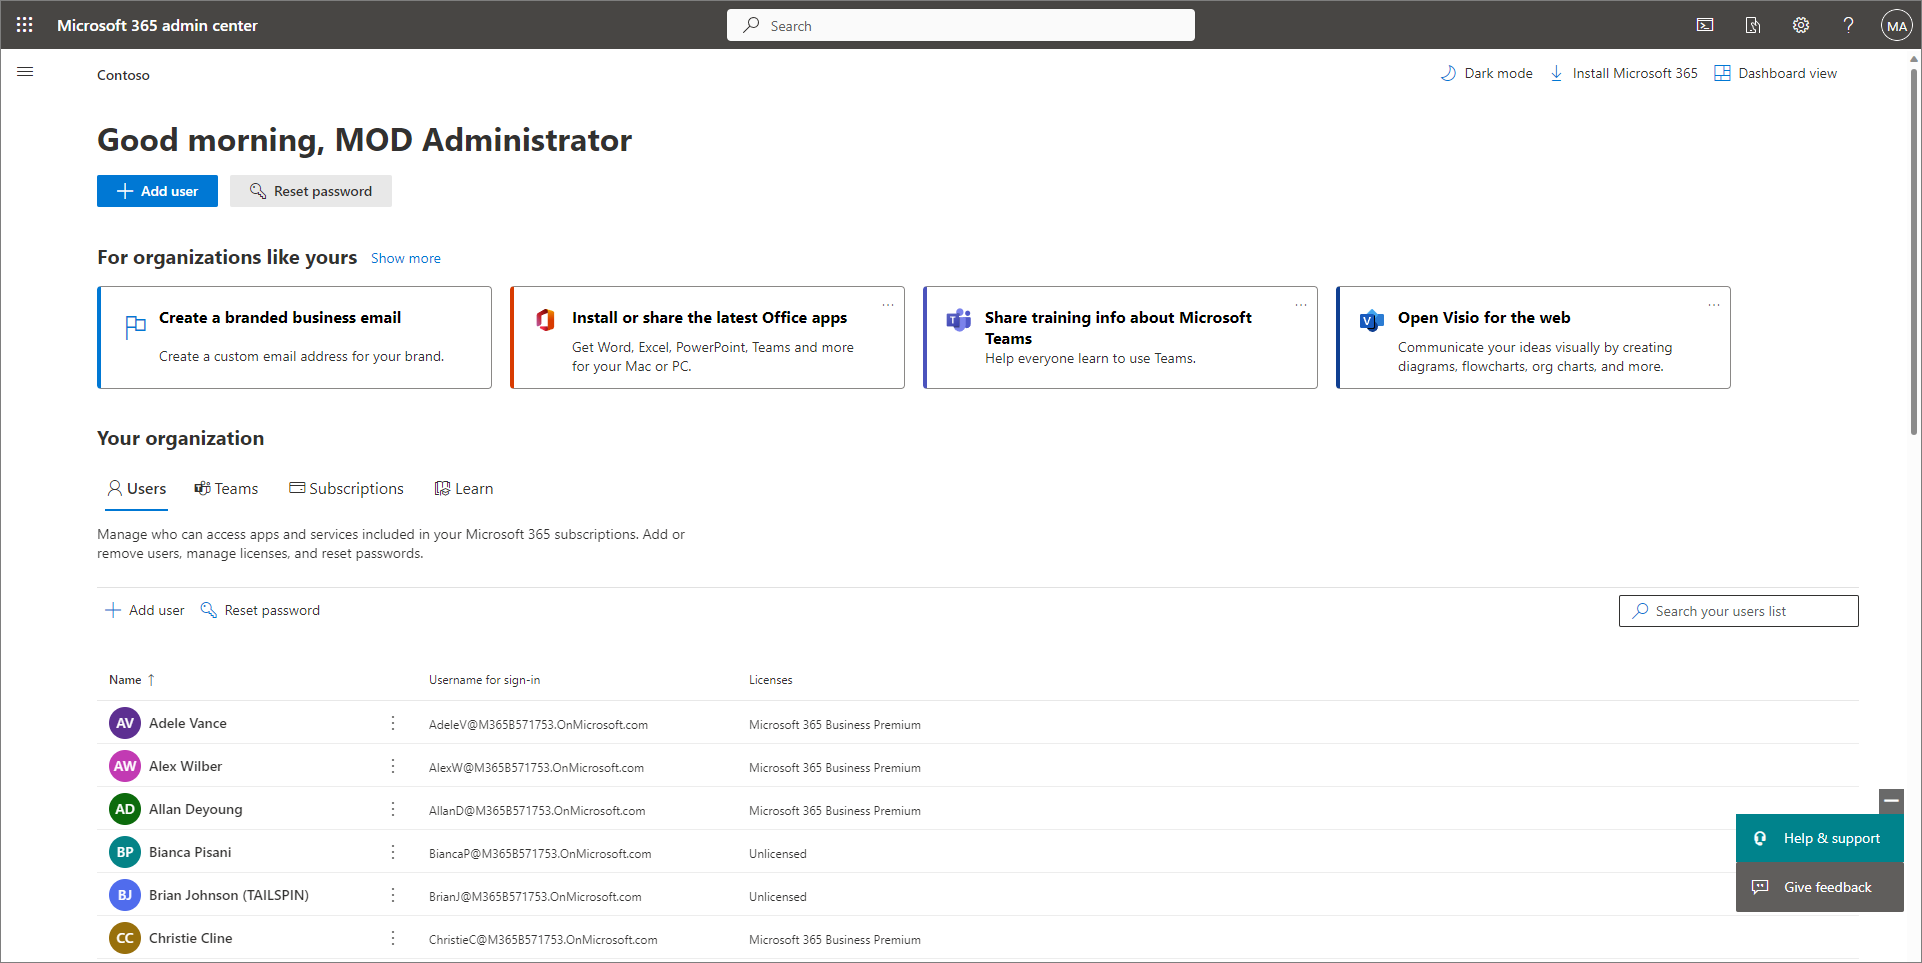 Microsoft 365 admin center
Search
MA
Contoso
Dark mode
Install Microsoft 365
Dashboard view
Good morning, MOD Administrator
Add user
Reset password
For organizations like yours
Show more
Create a branded business email
Create a custom email address for your brand.
Install or share the latest Office apps
Get Word, Excel, PowerPoint, Teams and more
for your Mac or PC.
Share training info about Microsoft
Teams
Help everyone learn to use Teams.
Open Visio for the web
Communicate your ideas visually by creating
diagrams, flowcharts, org charts, and more.
Your organization
Users
Teams
Subscriptions
Learn
Manage who can access apps and services included in your Microsoft 365 subscriptions. Add or
remove users, manage licenses, and reset passwords.
Add user
Reset password
Search your users list
Name ↑
Username for sign-in
Licenses
AV Adele Vance AdeleV@M365B571753.OnMicrosoft.com Microsoft 365 Business Premium
AW Alex Wilber AlexW@M365B571753.OnMicrosoft.com Microsoft 365 Business Premium
AD Allan Deyoung AllanD@M365B571753.OnMicrosoft.com Microsoft 365 Business Premium
BP Bianca Pisani BiancaP@M365B571753.OnMicrosoft.com Unlicensed
BJ Brian Johnson (TAILSPIN) BrianJ@M365B571753.OnMicrosoft.com Unlicensed
CC Christie Cline ChristieC@M365B571753.OnMicrosoft.com Microsoft 365 Business Premium
Help & support
Give feedback